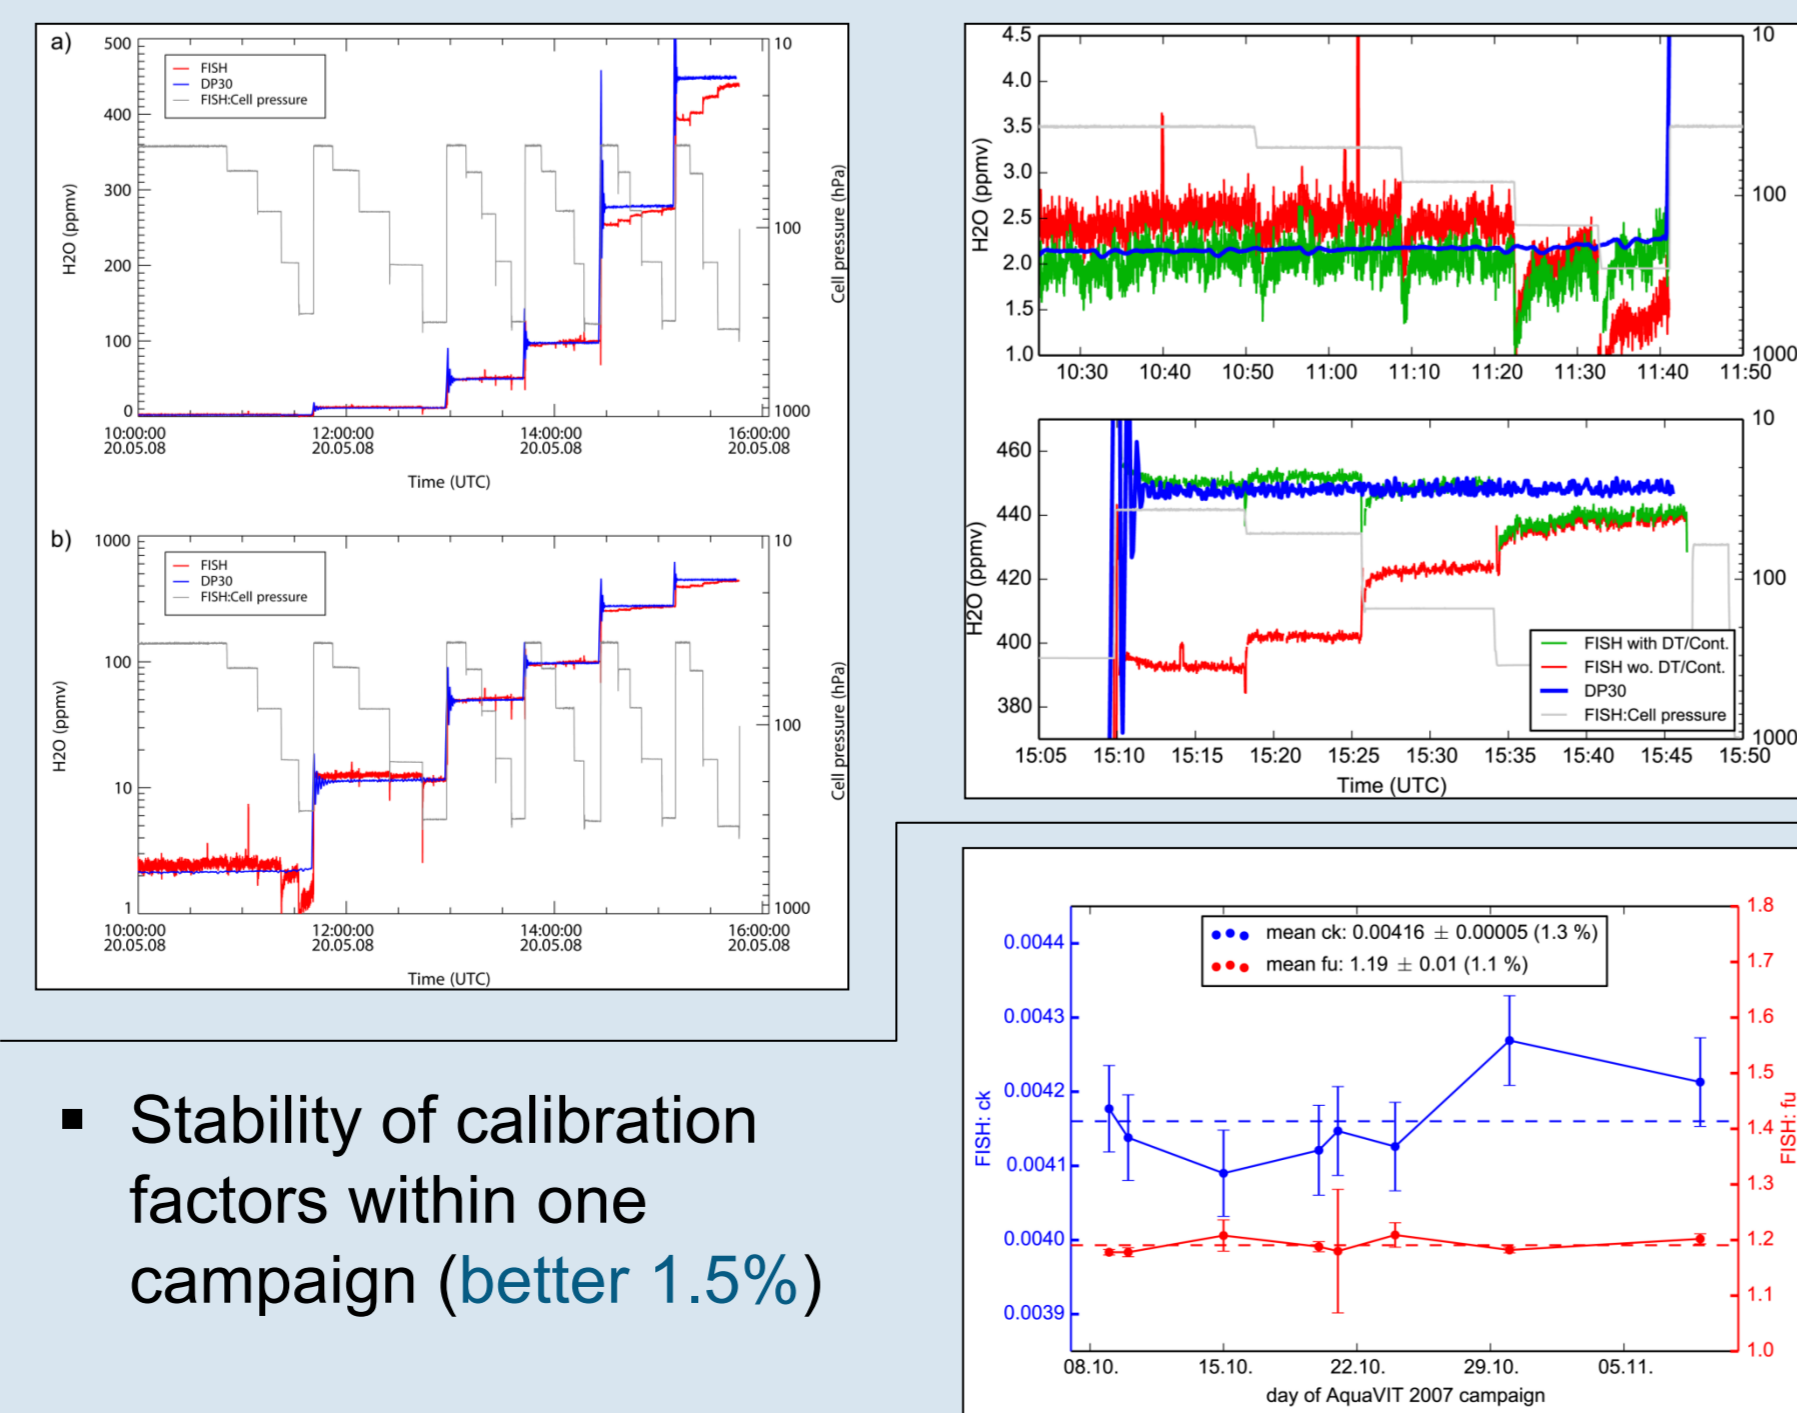 a)
500
400
300
200
100
0
H2O (ppmv)
FISH
DP30
FISH:Cell pressure
10
100
1000
Cell pressure (hPa)
10:00:00 12:00:00 14:00:00 16:00:00
20.05.08 20.05.08 20.05.08 20.05.08
Time (UTC)
b)
1000
100
10
1
H2O (ppmv)
FISH
DP30
FISH:Cell pressure
10
100
1000
Cell pressure (hPa)
10:00:00 12:00:00 14:00:00 16:00:00
20.05.08 20.05.08 20.05.08 20.05.08
Time (UTC)
4.5
4.0
3.5
3.0
2.5
2.0
1.5
1.0
H2O (ppmv)
10
100
1000
10:30 10:40 10:50 11:00 11:10 11:20 11:30 11:40 11:50
460
440
420
400
380
H2O (ppmv)
10
100
1000
FISH with DT/Cont.
FISH wo. DT/Cont.
DP30
FISH:Cell pressure
15:05 15:10 15:15 15:20 15:25 15:30 15:35 15:40 15:45 15:50
Time (UTC)
▪ Stability of calibration
factors within one
campaign (better 1.5%)
mean ck: 0.00416 ± 0.00005 (1.3 %)
mean fu: 1.19 ± 0.01 (1.1 %)
0.0044
0.0043
0.0042
0.0041
0.0040
0.0039
FISH: ck
1.8
1.7
1.6
1.5
1.4
1.3
1.2
1.1
1.0
FISH: fu
08.10. 15.10. 22.10. 29.10. 05.11.
day of AquaVIT 2007 campaign